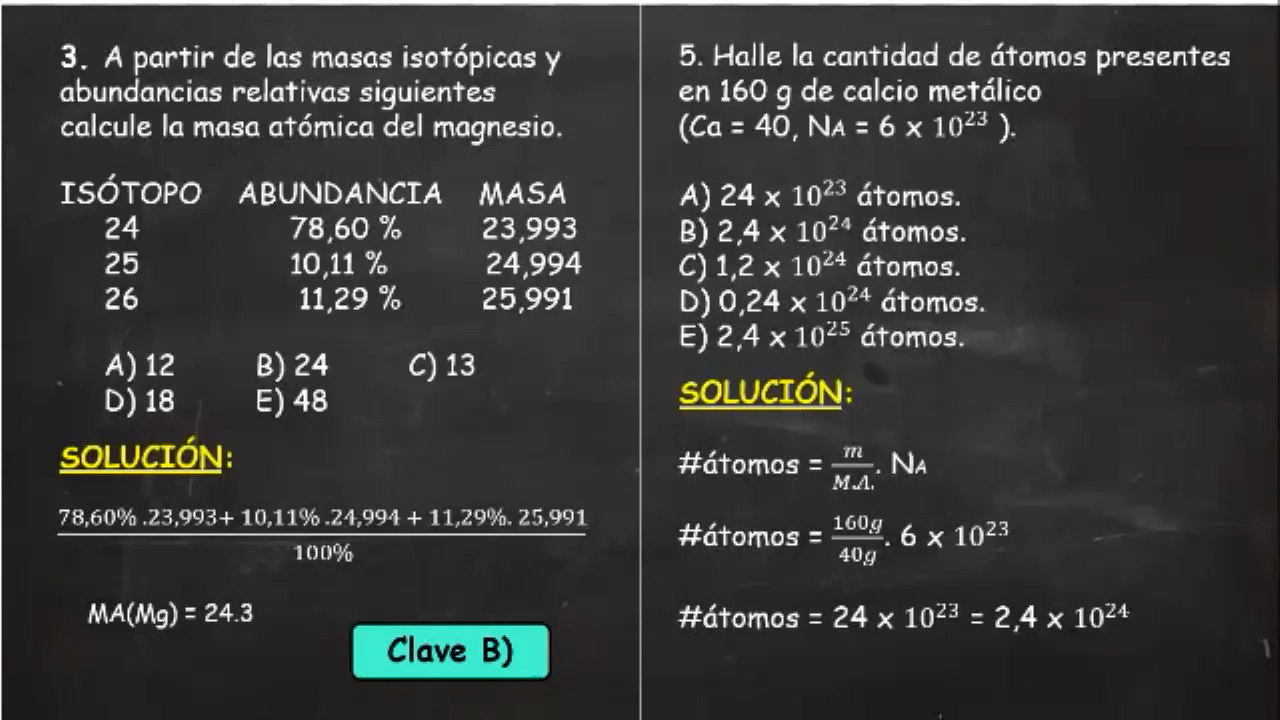 3. A partir de las masas isotópicas y
abundancias relativas siguientes
calcule la masa atómica del magnesio.
ISÓTOPO ABUNDANCIA MASA
24 78,60 % 23,993
25 10,11 % 24,994
26 11,29 % 25,991
A) 12 B) 24 C) 13
D) 18 E) 48
SOLUCIÓN:
78,60% .23,993+ 10,11% .24,994 + 11,29%. 25,991
100%
MA(Mg) = 24.3
Clave B)
5. Halle la cantidad de átomos presentes
en 160 g de calcio metálico
(Ca = 40, NA = 6 x 10²³ ).
A) 24 x 10²³ átomos.
B) 2,4 x 10²⁴ átomos.
C) 1,2 x 10²⁴ átomos.
D) 0,24 x 10²⁴ átomos.
E) 2,4 x 10²⁵ átomos.
SOLUCIÓN:
#átomos = m/M.A. . NA
#átomos = 160g/40g . 6 x 10²³
#átomos = 24 x 10²³ = 2,4 x 10²⁴